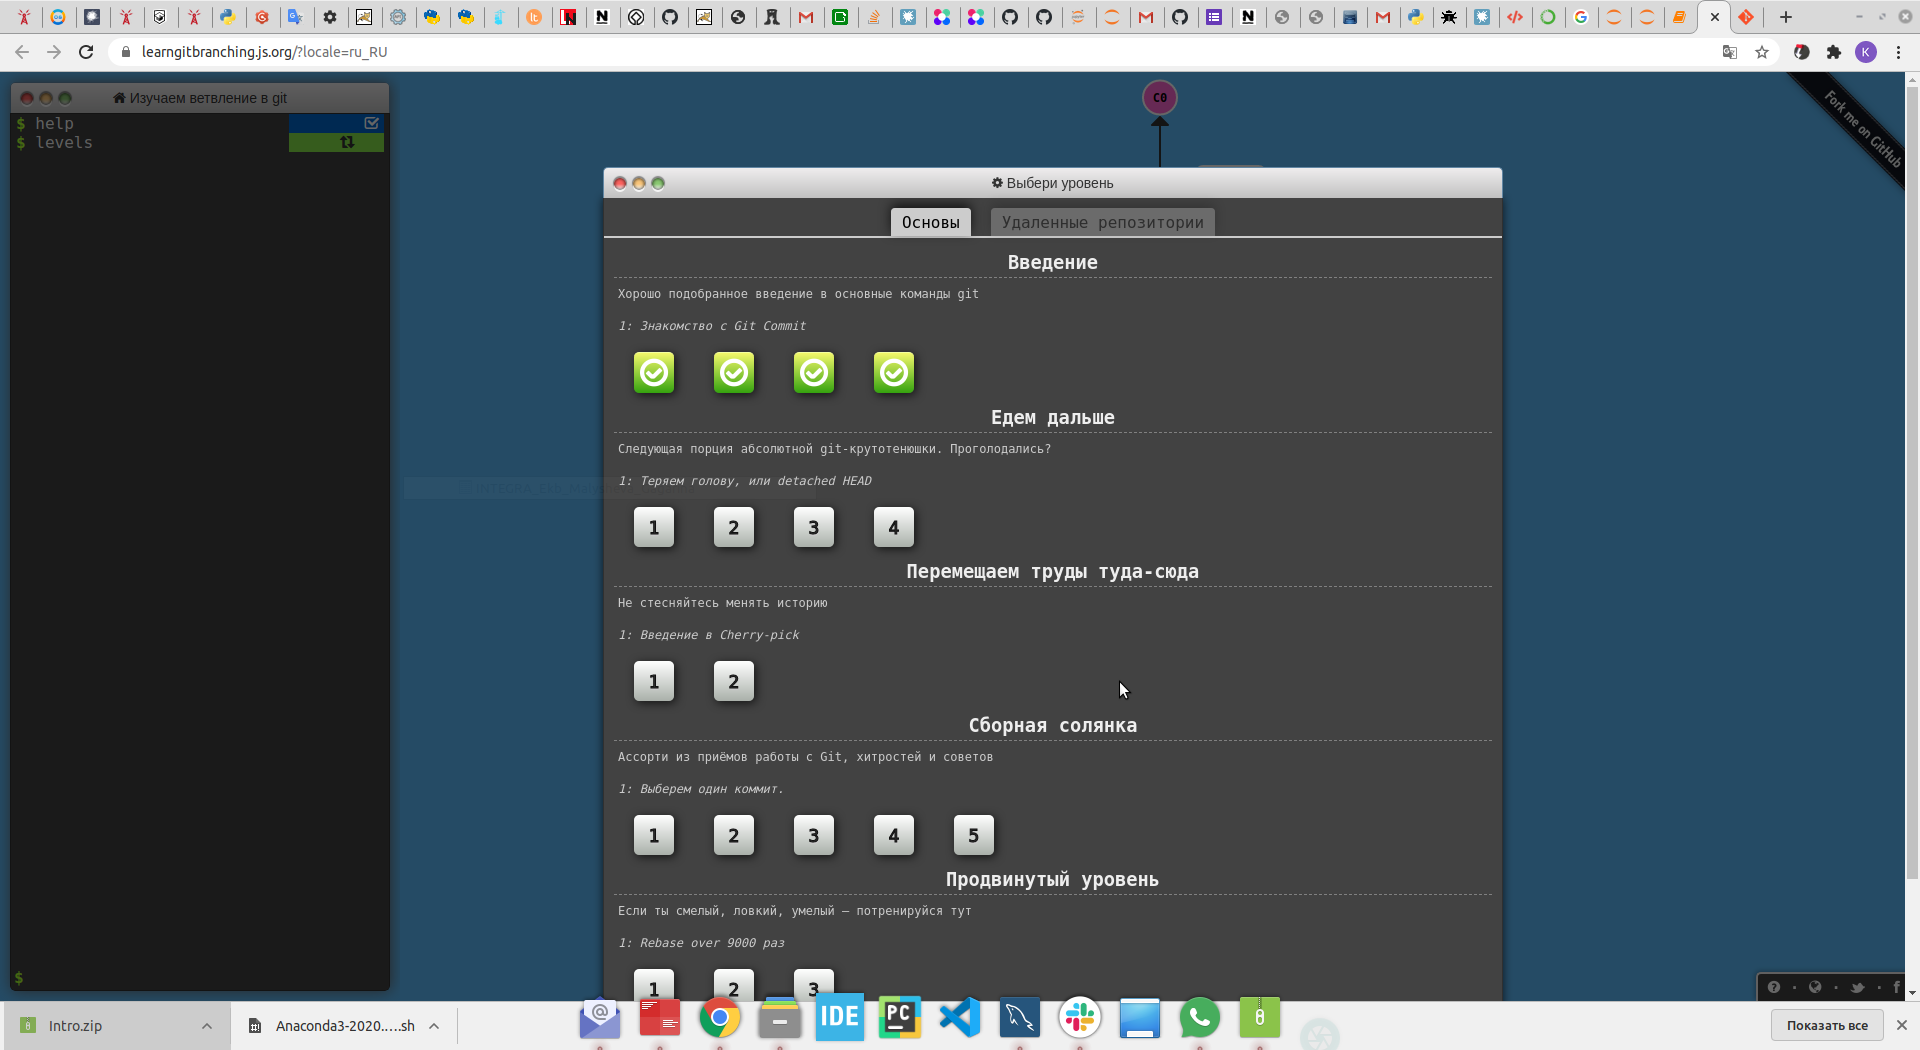 learngitbranching.js.org/?locale=ru_RU
K
Изучаем ветвление в git
$ help
$ levels
$
C0
Fork me on GitHub
Выбери уровень
Основы
Удаленные репозитории
Введение
Хорошо подобранное введение в основные команды git
1: Знакомство с Git Commit
Едем дальше
Следующая порция абсолютной git-крутотенюшки. Проголодались?
1: Теряем голову, или detached HEAD
1 2 3 4
Перемещаем труды туда-сюда
Не стесняйтесь менять историю
1: Введение в Cherry-pick
1 2
Сборная солянка
Ассорти из приёмов работы с Git, хитростей и советов
1: Выберем один коммит.
1 2 3 4 5
Продвинутый уровень
Если ты смелый, ловкий, умелый — потренируйся тут
1: Rebase over 9000 раз
1 2 3
Intro.zip
Anaconda3-2020.....sh
IDE
PC
Показать все